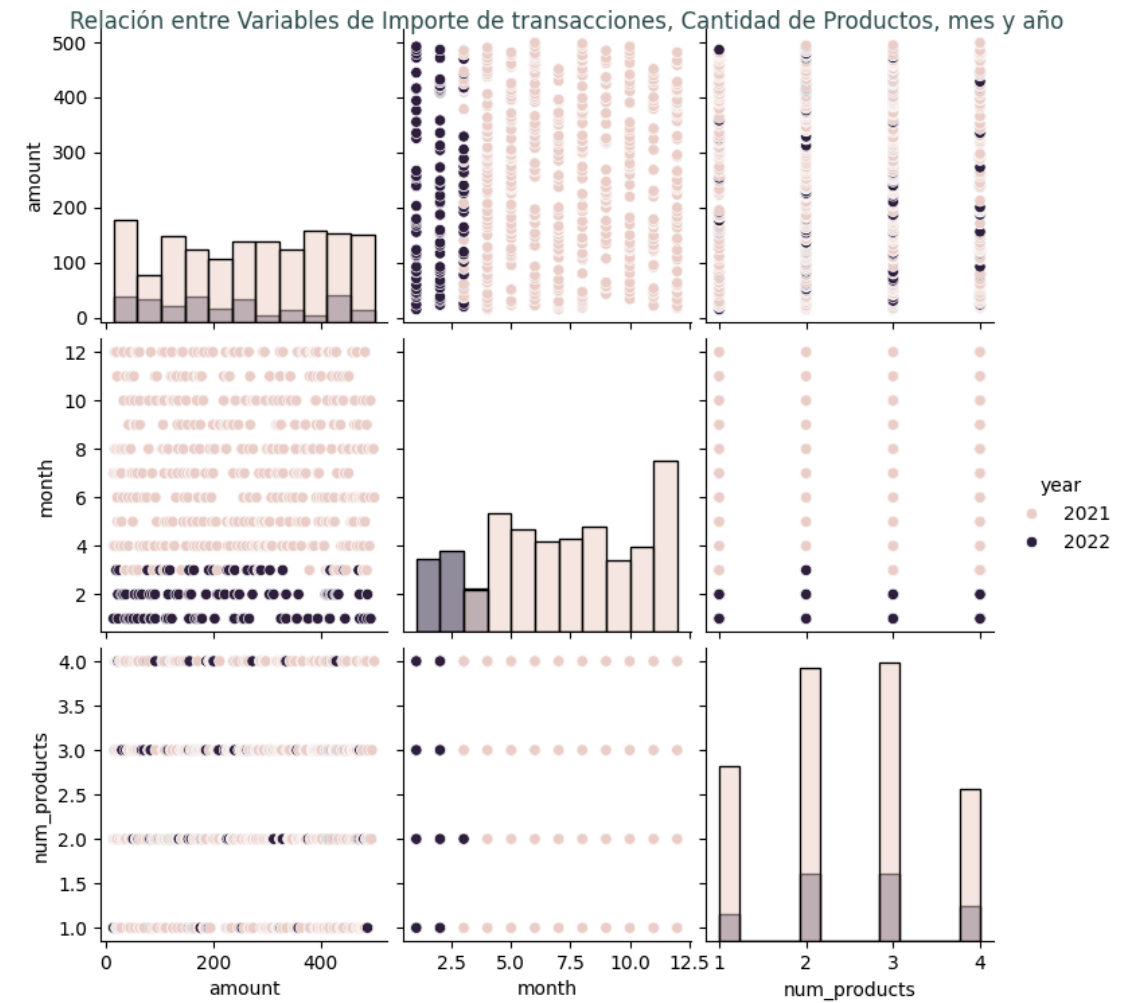 Relación entre Variables de Importe de transacciones, Cantidad de Productos, mes y año
amount
500
400
300
200
100
0
month
12
10
8
6
4
2
year
2021
2022
num_products
4.0
3.5
3.0
2.5
2.0
1.5
1.0
0 200 400
amount
2.5 5.0 7.5 10.0 12.5
month
1 2 3 4
num_products